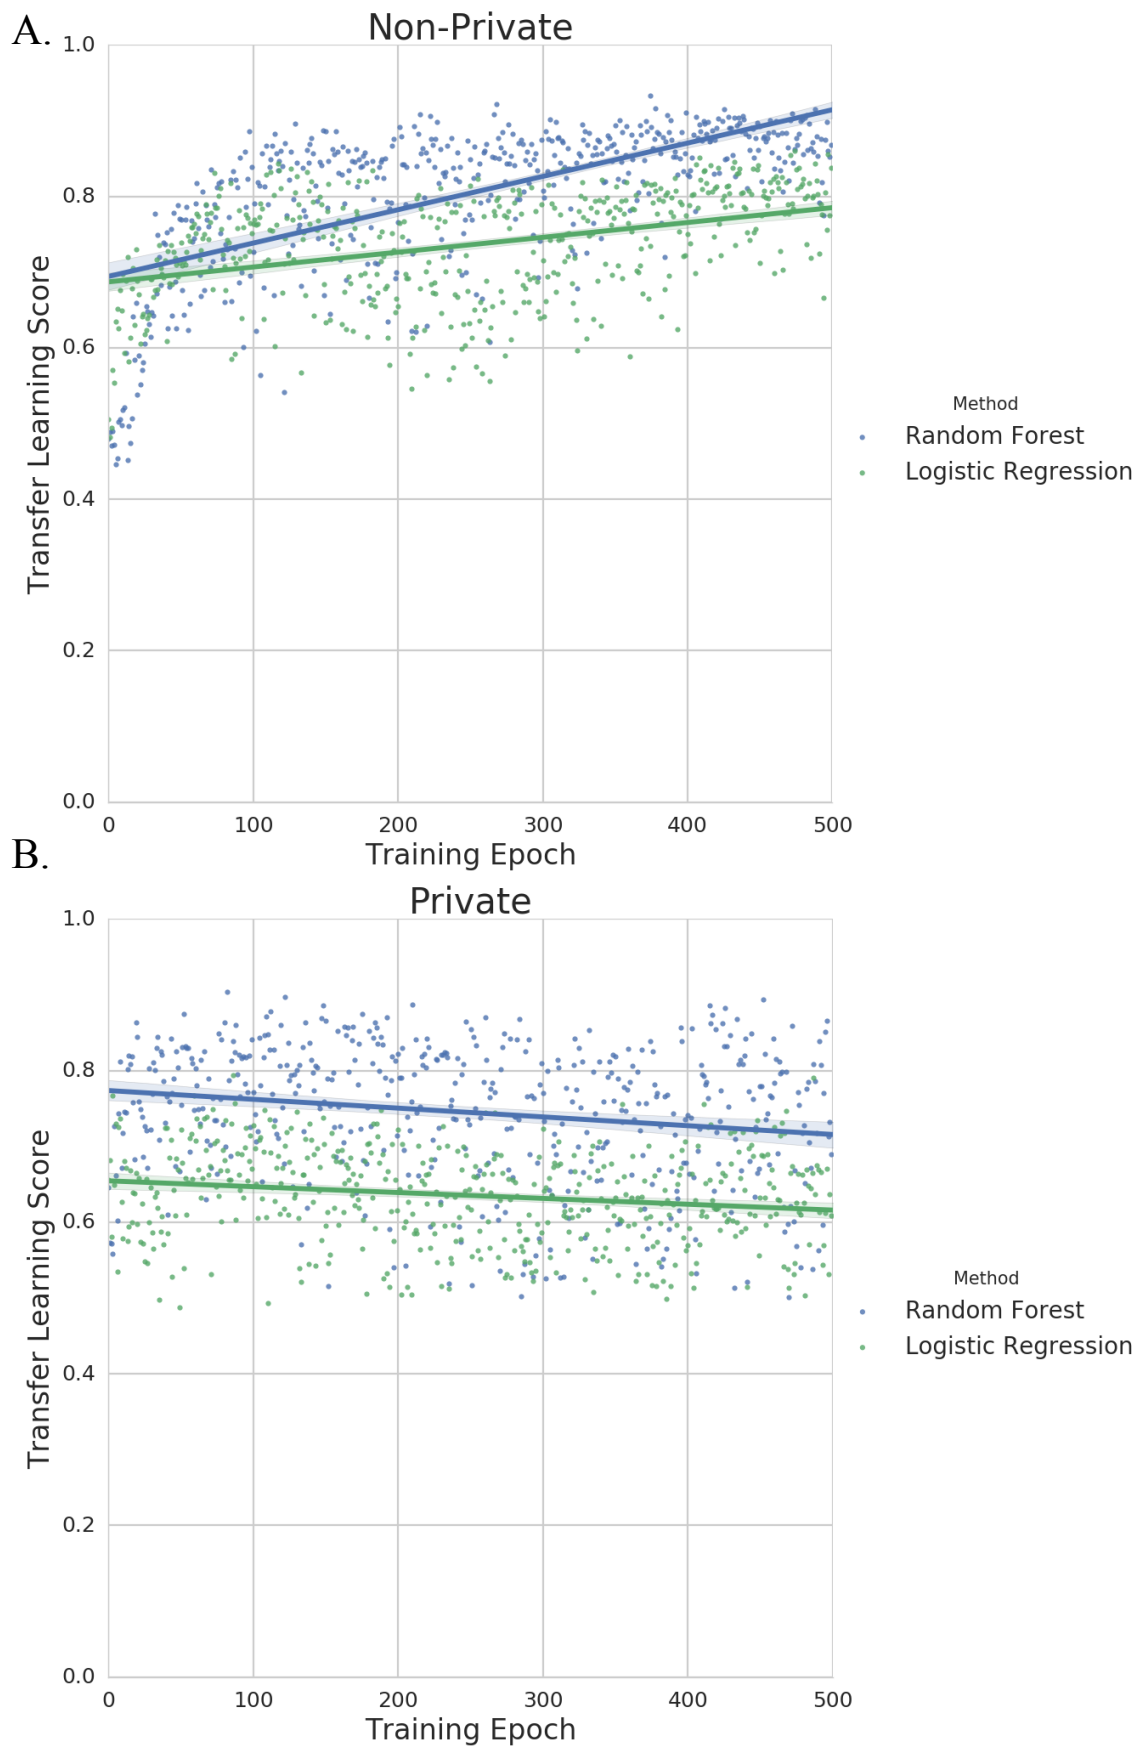 A.
Non-Private
1.0
0.8
0.6
0.4
0.2
0.0
Transfer Learning Score
0 100 200 300 400 500
Training Epoch
Method
Random Forest
Logistic Regression
B.
Private
1.0
0.8
0.6
0.4
0.2
0.0
Transfer Learning Score
0 100 200 300 400 500
Training Epoch
Method
Random Forest
Logistic Regression